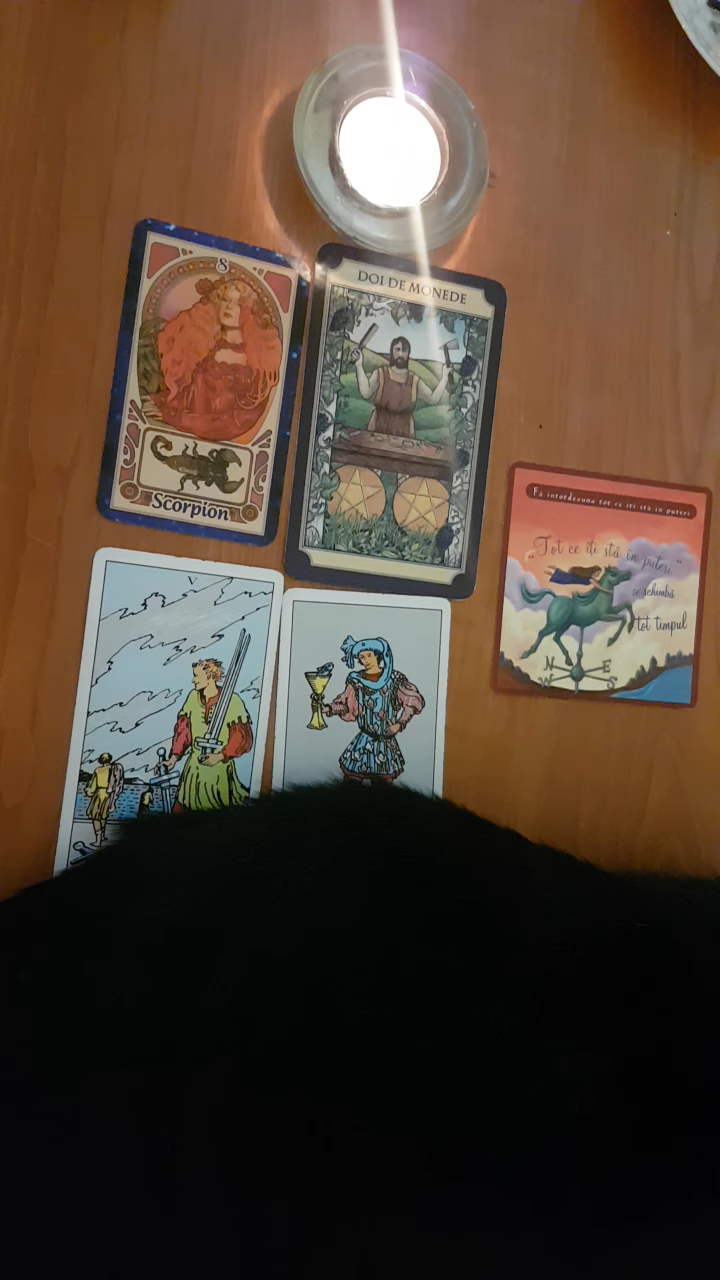 8
Scorpion
DOI DE MONEDE
Fă întotdeauna tot ce îți stă în puteri
„Tot ce îți stă în puteri”
se schimbă
tot timpul
N E
W S
V